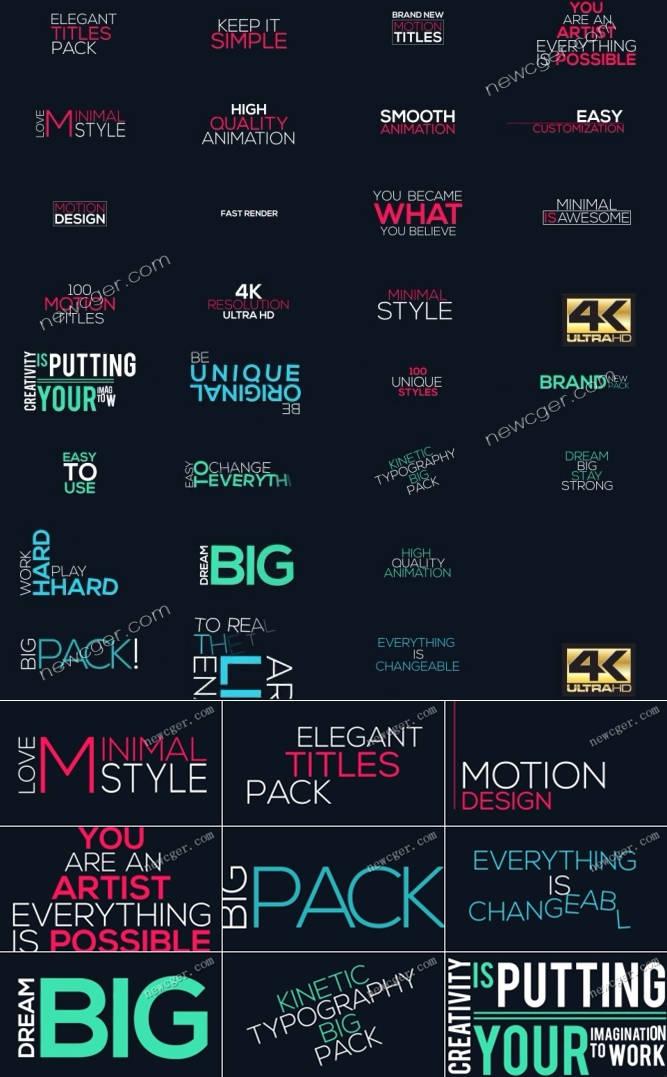 ELEGANT
TITLES
PACK
KEEP IT
SIMPLE
BRAND NEW
MOTION
TITLES
YOU
ARE AN
ARTIST
EVERYTHING
IS POSSIBLE
newcger.com
LOVE
MINIMAL
STYLE
HIGH
QUALITY
ANIMATION
SMOOTH
ANIMATION
EASY
CUSTOMIZATION
MOTION
DESIGN
FAST RENDER
YOU BECAME
WHAT
YOU BELIEVE
MINIMAL
IS AWESOME
100
MOTION
TITLES
newcger.com
4K
RESOLUTION
ULTRA HD
MINIMAL
STYLE
4K
ULTRAHD
CREATIVITY
IS PUTTING
YOUR
IMAG
TO W
BE
UNIQUE
ORIGINAL
BE
100
UNIQUE
STYLES
BRAND NEW
PACK
newcger.com
EASY
TO
USE
EASY
TO CHANGE
EVERYTHI
KINETIC
TYPOGRAPHY
BIG
PACK
DREAM
BIG
STAY
STRONG
WORK
HARD
PLAY
HARD
DREAM
BIG
HIGH
QUALITY
ANIMATION
BIG
PACK!
newcger.com
TO REAL
THE
EN
LI
AR
EVERYTHING
IS
CHANGEABLE
4K
ULTRAHD
LOVE
MINIMAL
STYLE
newcger.com
ELEGANT
TITLES
PACK
newcger.com
MOTION
DESIGN
newcger.com
YOU
ARE AN
ARTIST
EVERYTHING
IS POSSIBLE
newcger.com
BIG
PACK
newcger.com
EVERYTHING
IS
CHANGEABL
newcger.com
DREAM
BIG
newcger.com
KINETIC
TYPOGRAPHY
BIG
PACK
newcger.com
CREATIVITY
IS PUTTING
YOUR
IMAGINATION
TO WORK
newcger.com